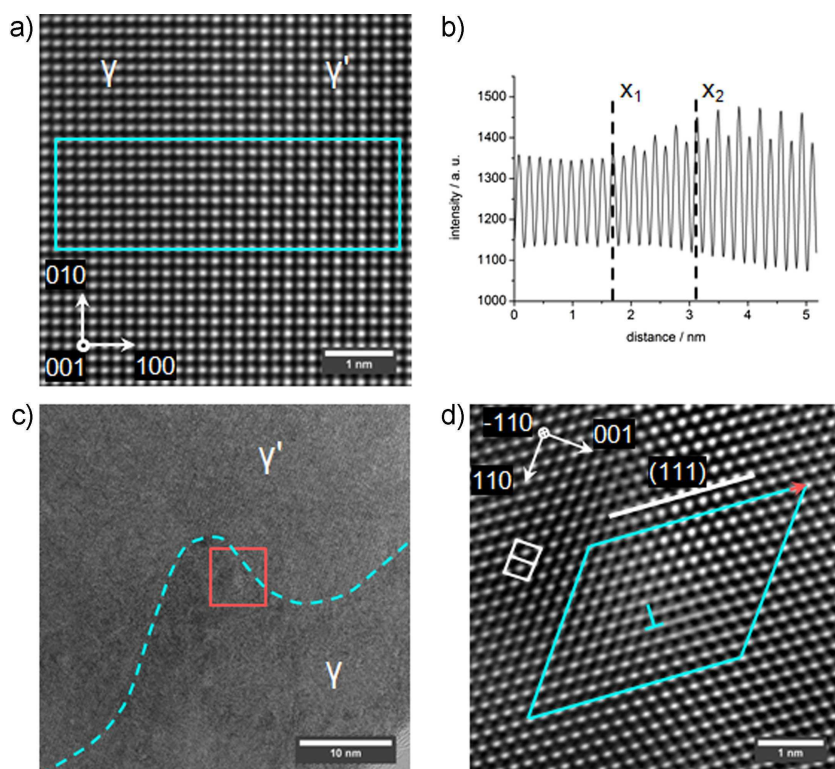 a)
γ γ'
010
001 100
1 nm
b)
x₁ x₂
intensity / a. u.
1500
1400
1300
1200
1100
1000
0 1 2 3 4 5
distance / nm
c)
γ'
γ
10 nm
d)
-110
001
110
(111)
1 nm